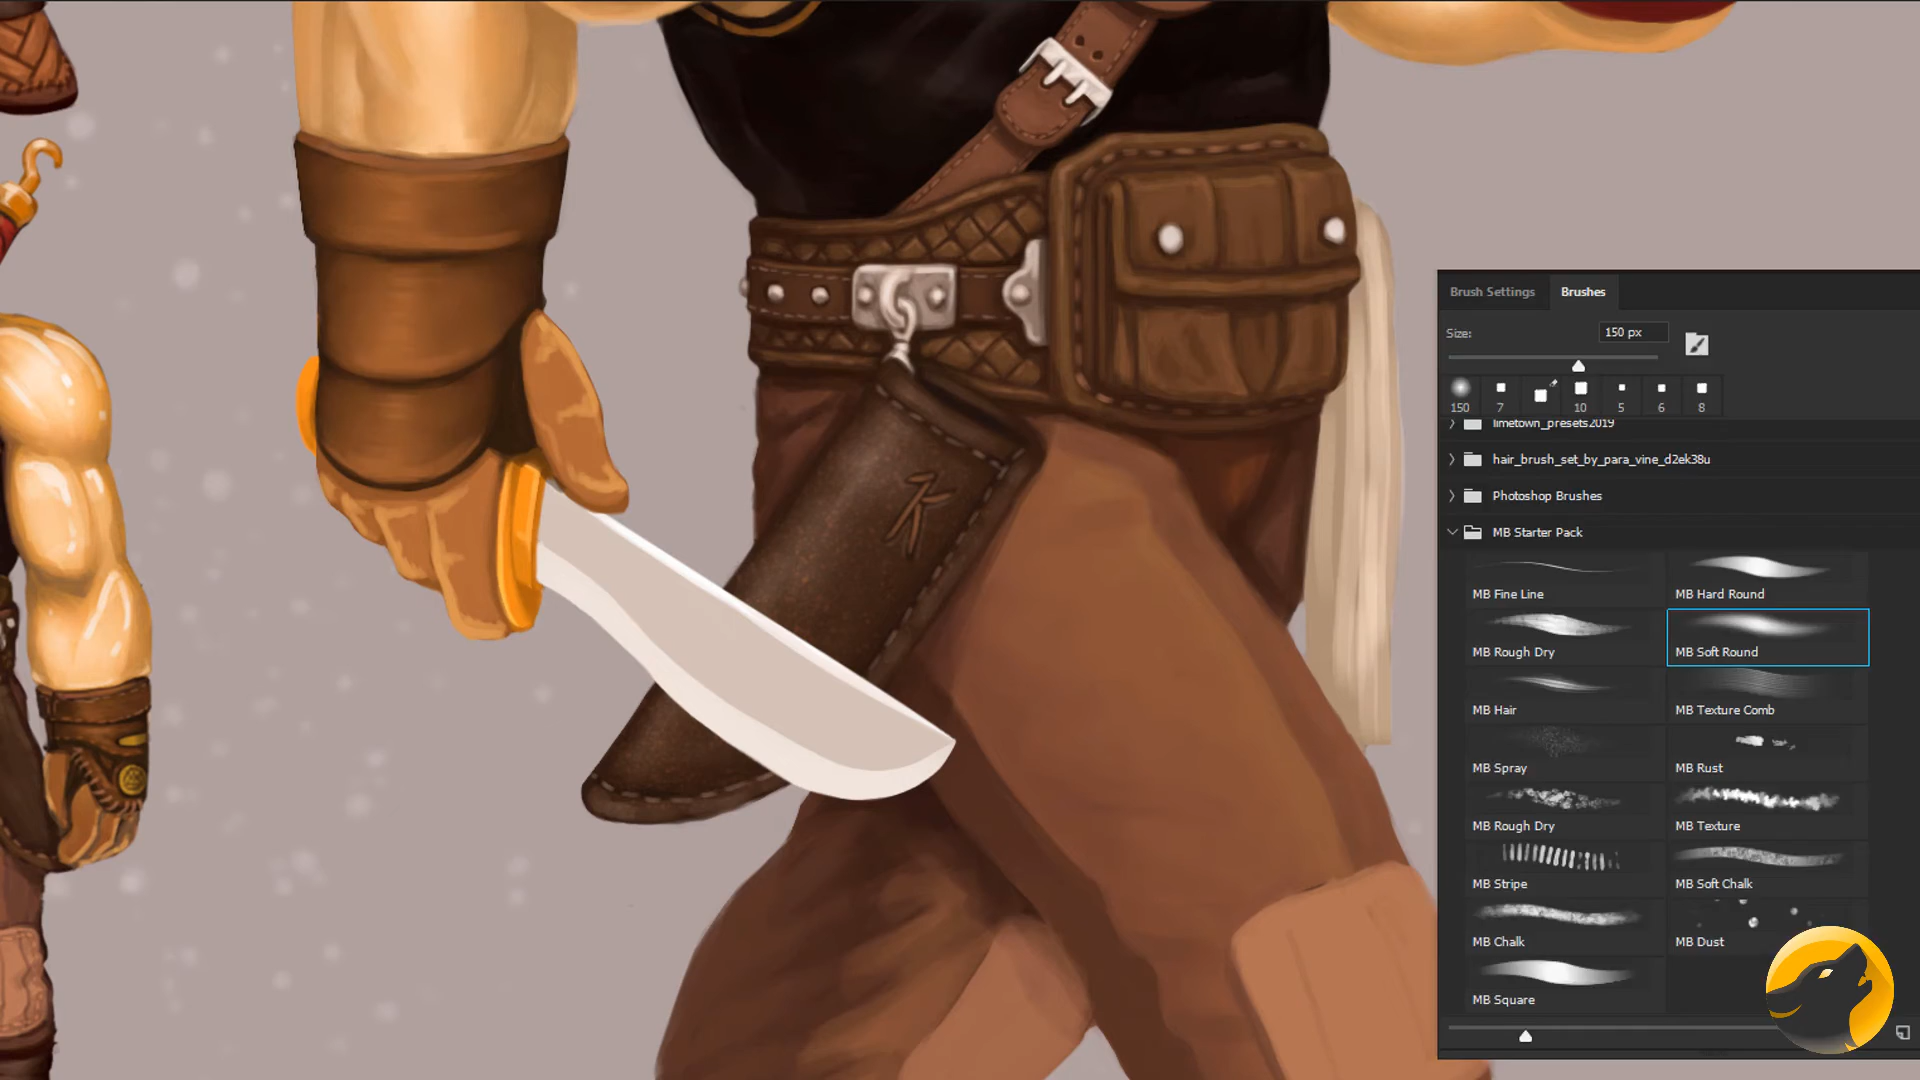 Brush Settings Brushes
Size: 150 px
150 7 10 5 6 8
limetown_presets2019
hair_brush_set_by_para_vine_d2ek38u
Photoshop Brushes
MB Starter Pack
MB Fine Line MB Hard Round
MB Rough Dry MB Soft Round
MB Hair MB Texture Comb
MB Spray MB Rust
MB Rough Dry MB Texture
MB Stripe MB Soft Chalk
MB Chalk MB Dust
MB Square
K